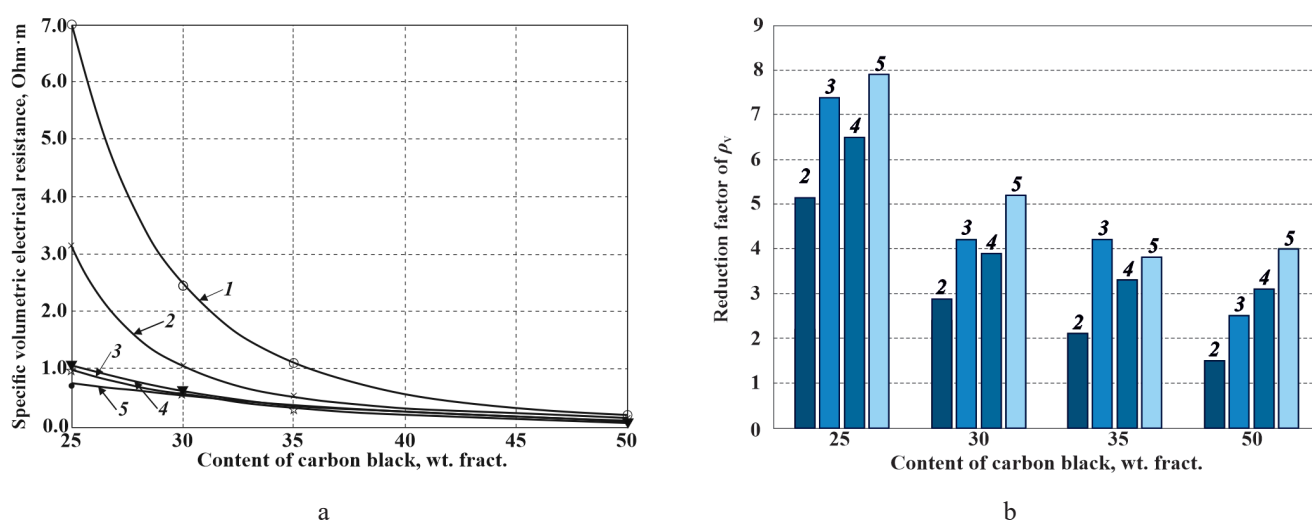 Specific volumetric electrical resistance, Ohm·m
7.0
6.0
5.0
4.0
3.0
2.0
1.0
0.0
1
2
3
4
5
25 30 35 40 45 50
Content of carbon black, wt. fract.
a
Reduction factor of ρv
9
8
7
6
5
4
3
2
1
0
2 3 4 5
2 3 4 5
2 3 4 5
2 3 4 5
25 30 35 50
Content of carbon black, wt. fract.
b